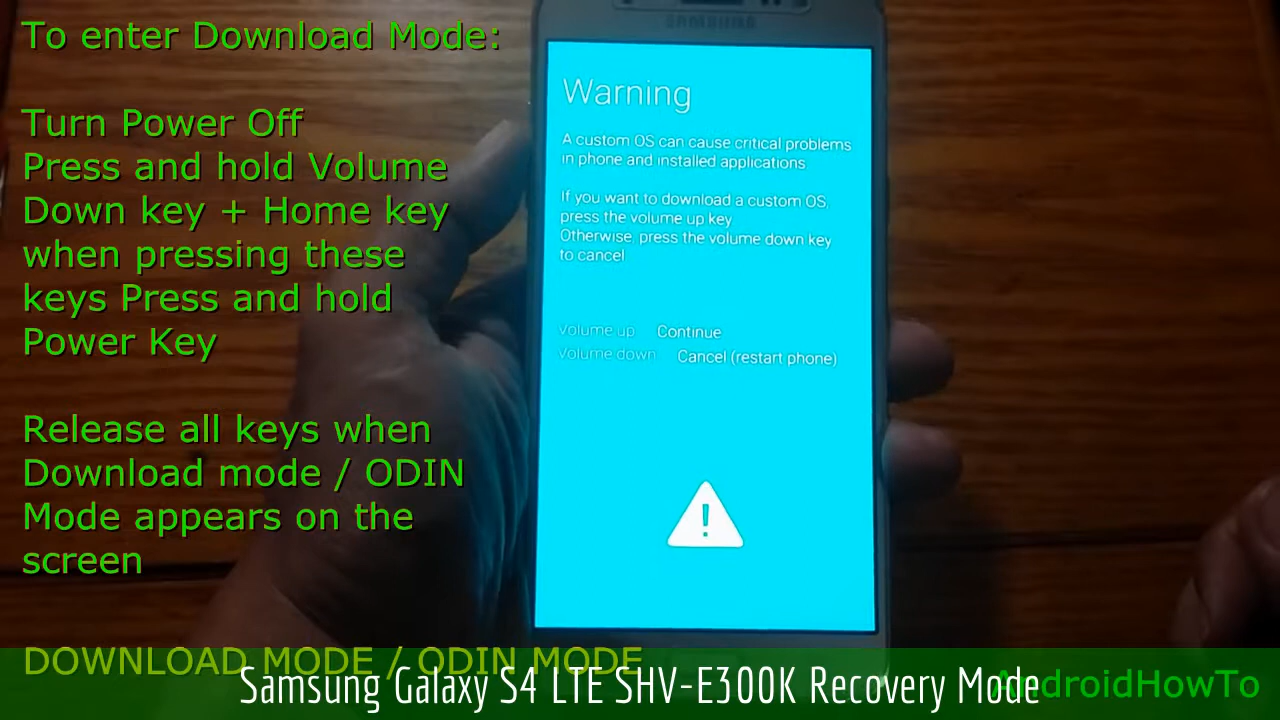 To enter Download Mode:
Turn Power Off
Press and hold Volume
Down key + Home key
when pressing these
keys Press and hold
Power Key
Release all keys when
Download mode / ODIN
Mode appears on the
screen
DOWNLOAD MODE / ODIN MODE
SAMSUNG
Warning
A custom OS can cause critical problems
in phone and installed applications.
If you want to download a custom OS,
press the volume up key.
Otherwise, press the volume down key
to cancel.
Volume up Continue
Volume down Cancel (restart phone)
!
Samsung Galaxy S4 LTE SHV-E300K Recovery Mode
AndroidHowTo